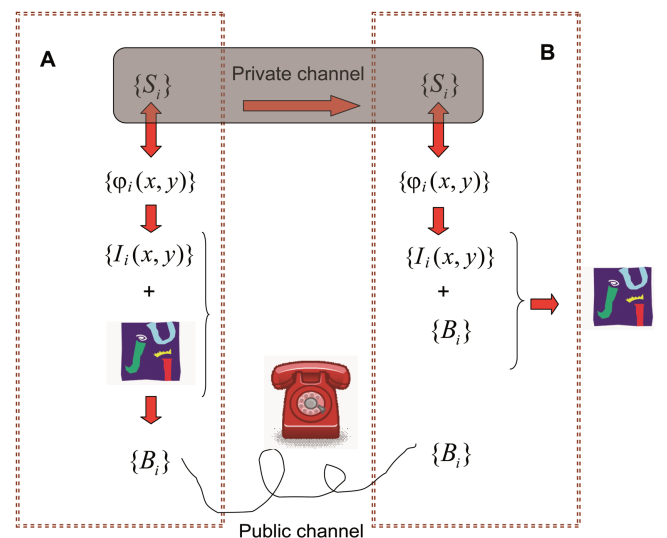 A
B
Private channel
{S_i}
{S_i}
{φ_i(x, y)}
{φ_i(x, y)}
{I_i(x, y)}
{I_i(x, y)}
+
+
{B_i}
{B_i}
{B_i}
Public channel